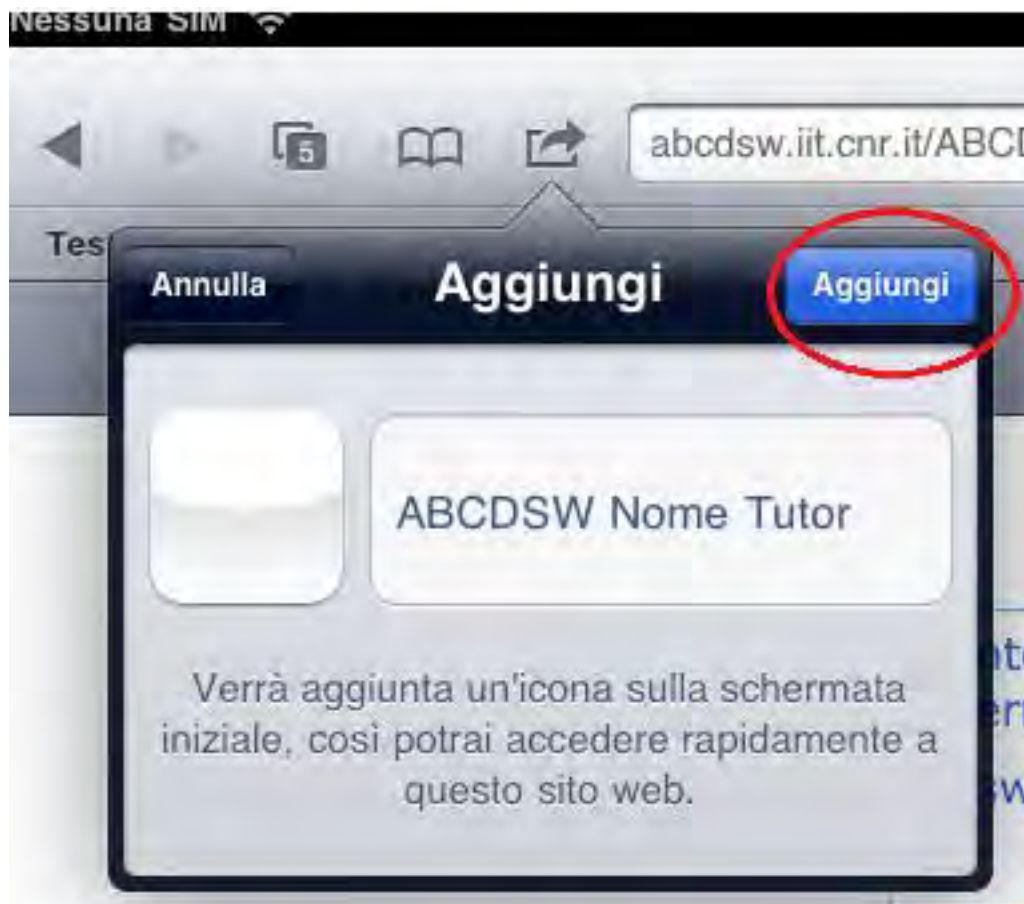 Nessuna SIM
5
abcdsw.iit.cnr.it/ABCD
Tes
Annulla
Aggiungi
Aggiungi
ABCDSW Nome Tutor
Verrà aggiunta un'icona sulla schermata
iniziale, così potrai accedere rapidamente a
questo sito web.